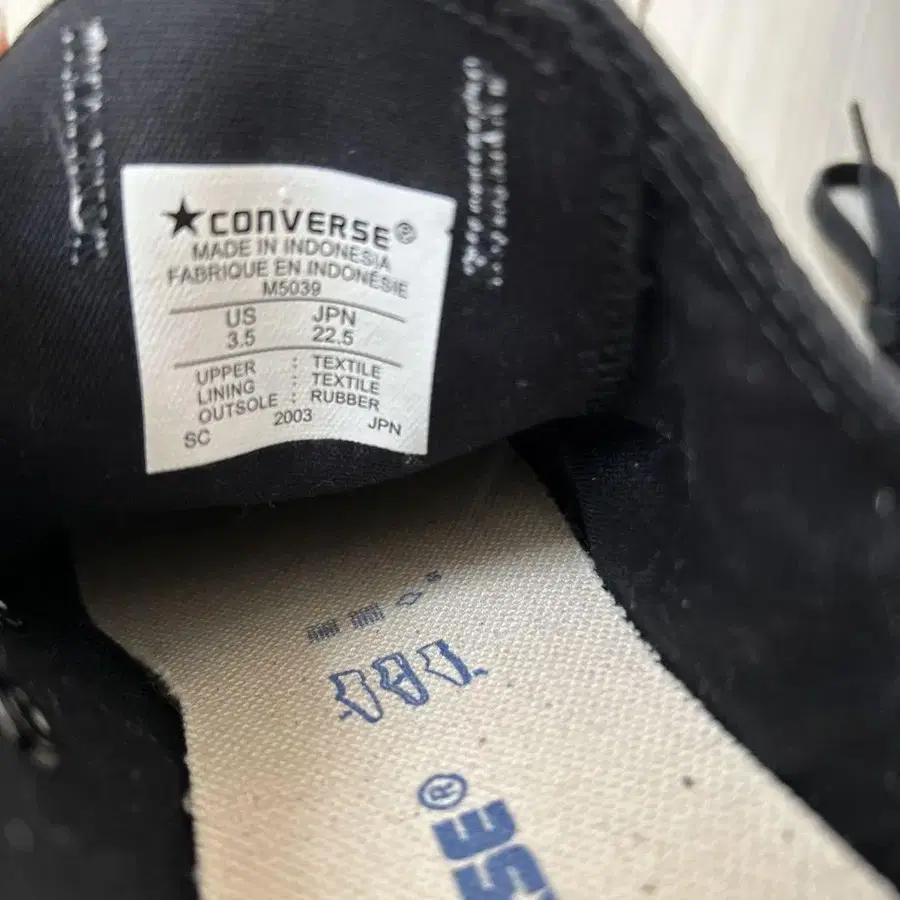 ★CONVERSE®
MADE IN INDONESIA
FABRIQUE EN INDONÉSIE
M5039
US JPN
3.5 22.5
UPPER : TEXTILE
LINING : TEXTILE
OUTSOLE : RUBBER
SC 2003 JPN
SE®